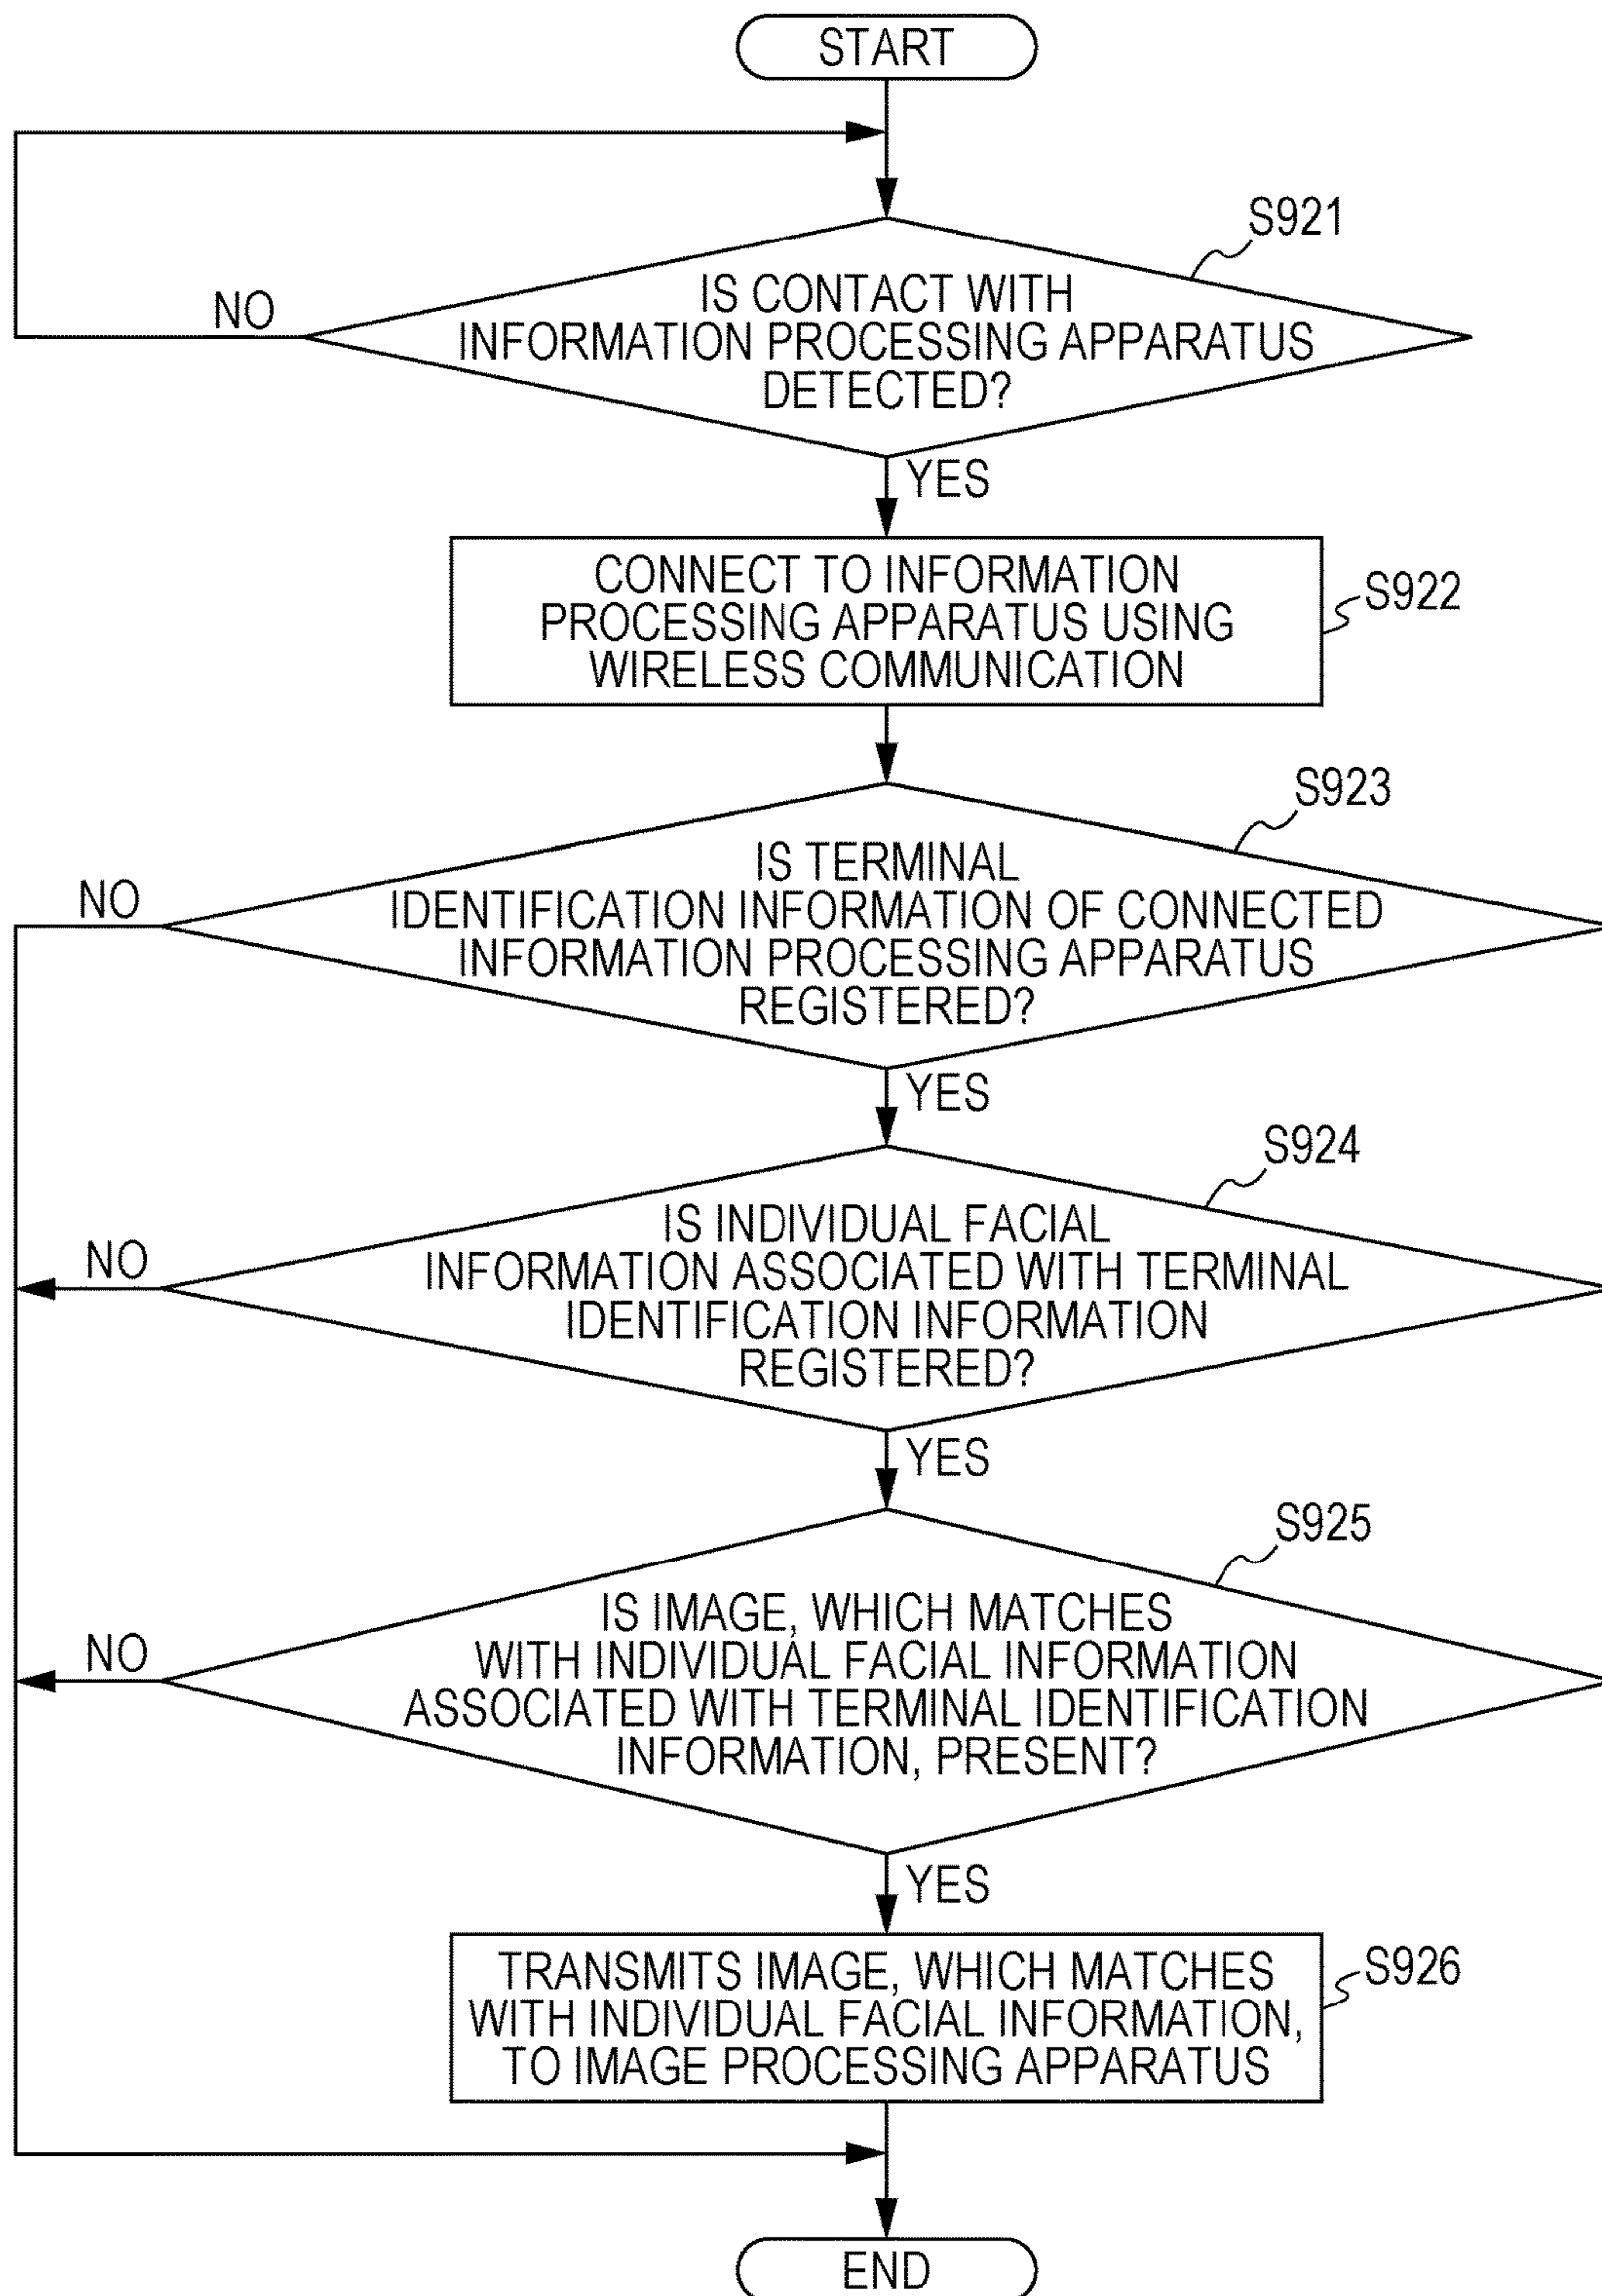 START
S921
IS CONTACT WITH
INFORMATION PROCESSING APPARATUS
DETECTED?
NO
YES
CONNECT TO INFORMATION
PROCESSING APPARATUS USING
WIRELESS COMMUNICATION
S922
S923
IS TERMINAL
IDENTIFICATION INFORMATION OF CONNECTED
INFORMATION PROCESSING APPARATUS
REGISTERED?
NO
YES
S924
IS INDIVIDUAL FACIAL
INFORMATION ASSOCIATED WITH TERMINAL
IDENTIFICATION INFORMATION
REGISTERED?
NO
YES
S925
IS IMAGE, WHICH MATCHES
WITH INDIVIDUAL FACIAL INFORMATION
ASSOCIATED WITH TERMINAL IDENTIFICATION
INFORMATION, PRESENT?
NO
YES
TRANSMITS IMAGE, WHICH MATCHES
WITH INDIVIDUAL FACIAL INFORMATION,
TO IMAGE PROCESSING APPARATUS
S926
END